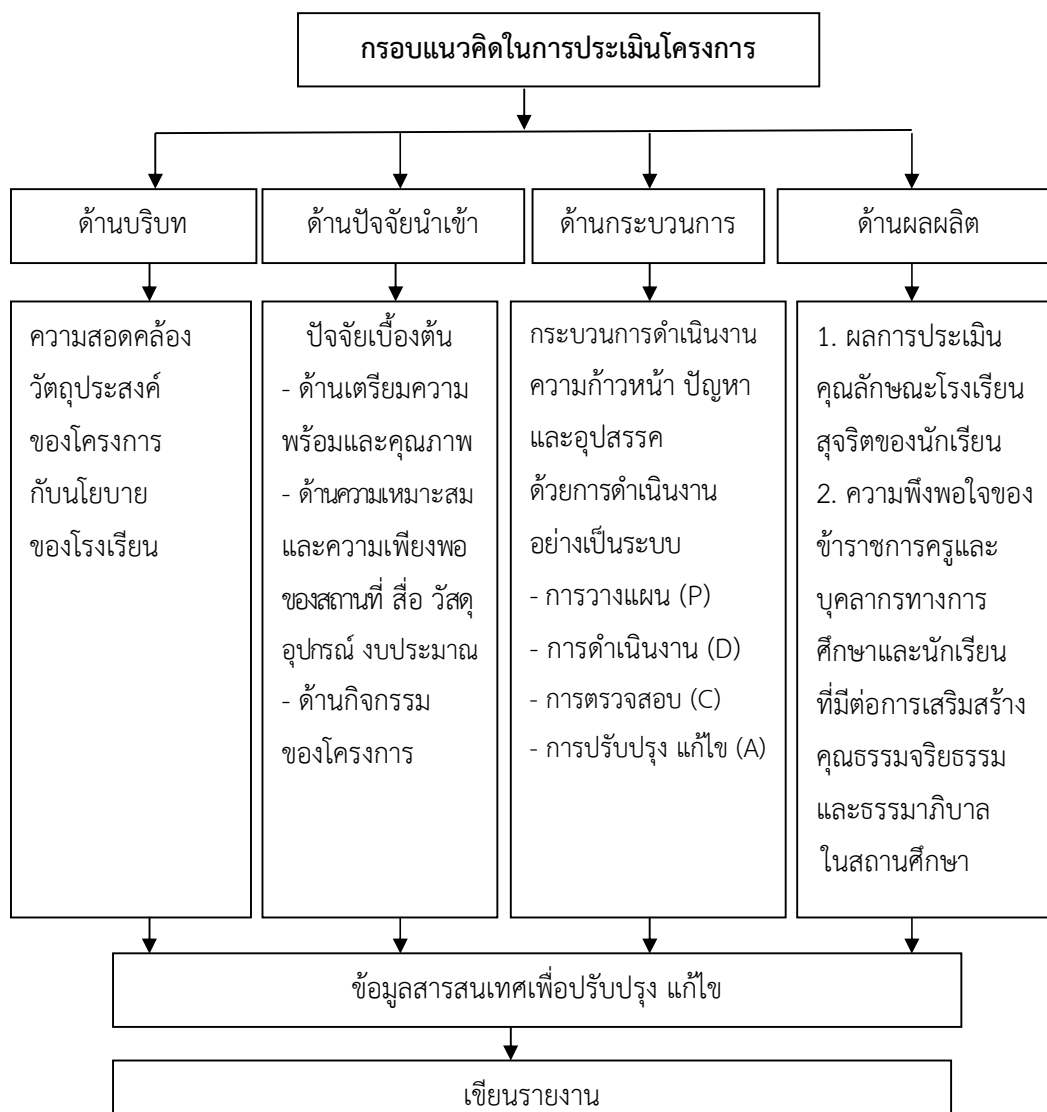 กรอบแนวคิดในการประเมินโครงการ
ด้านบริบท
ด้านปัจจัยนำเข้า
ด้านกระบวนการ
ด้านผลผลิต
ความสอดคล้อง
วัตถุประสงค์
ของโครงการ
กับนโยบาย
ของโรงเรียน
ปัจจัยเบื้องต้น
- ด้านเตรียมความ
พร้อมและคุณภาพ
- ด้านความเหมาะสม
และความเพียงพอ
ของสถานที่ สื่อ วัสดุ
อุปกรณ์ งบประมาณ
- ด้านกิจกรรม
ของโครงการ
กระบวนการดำเนินงาน
ความก้าวหน้า ปัญหา
และอุปสรรค
ด้วยการดำเนินงาน
อย่างเป็นระบบ
- การวางแผน (P)
- การดำเนินงาน (D)
- การตรวจสอบ (C)
- การปรับปรุง แก้ไข (A)
1. ผลการประเมิน
คุณลักษณะโรงเรียน
สุจริตของนักเรียน
2. ความพึงพอใจของ
ข้าราชการครูและ
บุคลากรทางการ
ศึกษาและนักเรียน
ที่มีต่อการเสริมสร้าง
คุณธรรมจริยธรรม
และธรรมาภิบาล
ในสถานศึกษา
ข้อมูลสารสนเทศเพื่อปรับปรุง แก้ไข
เขียนรายงาน